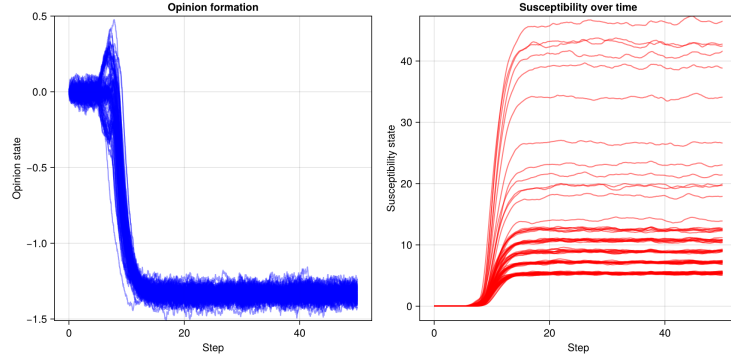 Opinion formation
Opinion state
0.5
0.0
−0.5
−1.0
−1.5
0
20
40
Step
Susceptibility over time
Susceptibility state
40
30
20
10
0
0
20
40
Step